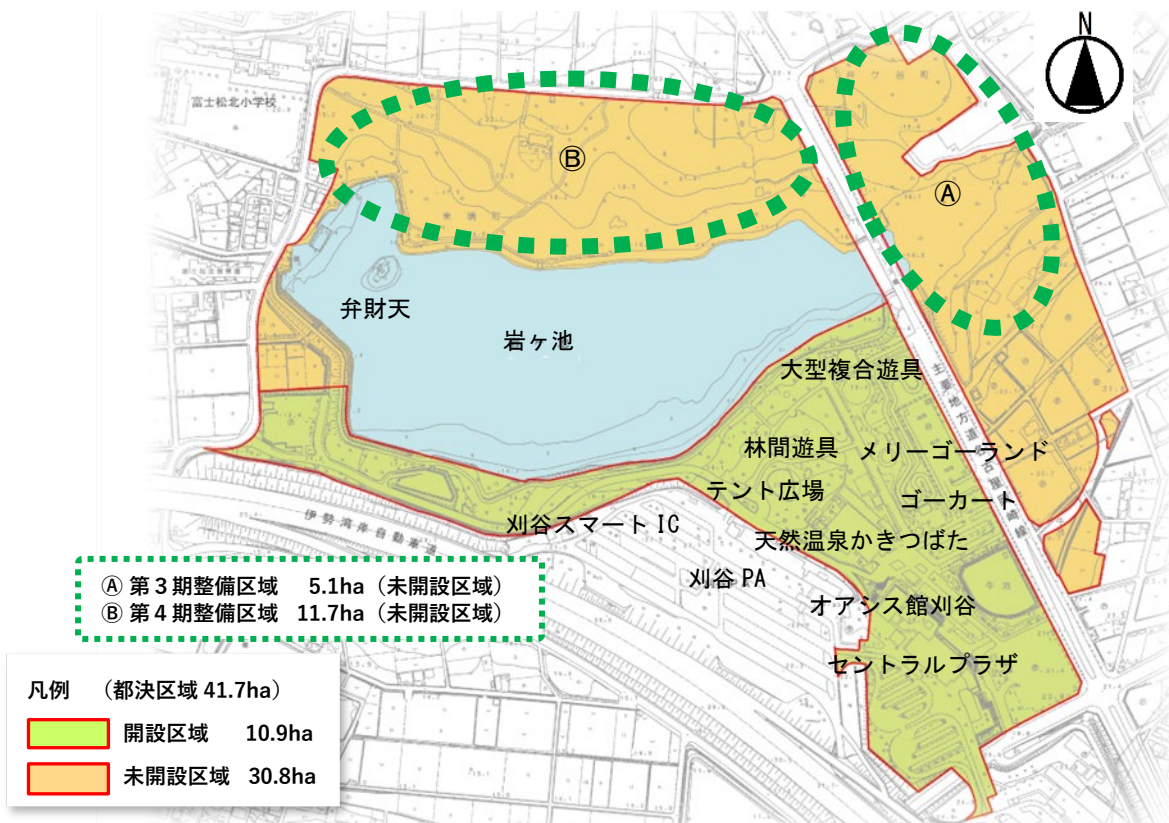 N
富士松北小学校
Ⓑ
Ⓐ
弁財天
岩ヶ池
大型複合遊具
主要地方道
林間遊具
メリーゴーランド
テント広場
ゴーカート
刈谷スマート IC
伊勢湾岸自動車道
天然温泉かきつばた
刈谷 PA
オアシス館刈谷
セントラルプラザ
Ⓐ 第３期整備区域 5.1ha（未開設区域）
Ⓑ 第４期整備区域 11.7ha（未開設区域）
凡例 （都決区域 41.7ha）
開設区域 10.9ha
未開設区域 30.8ha